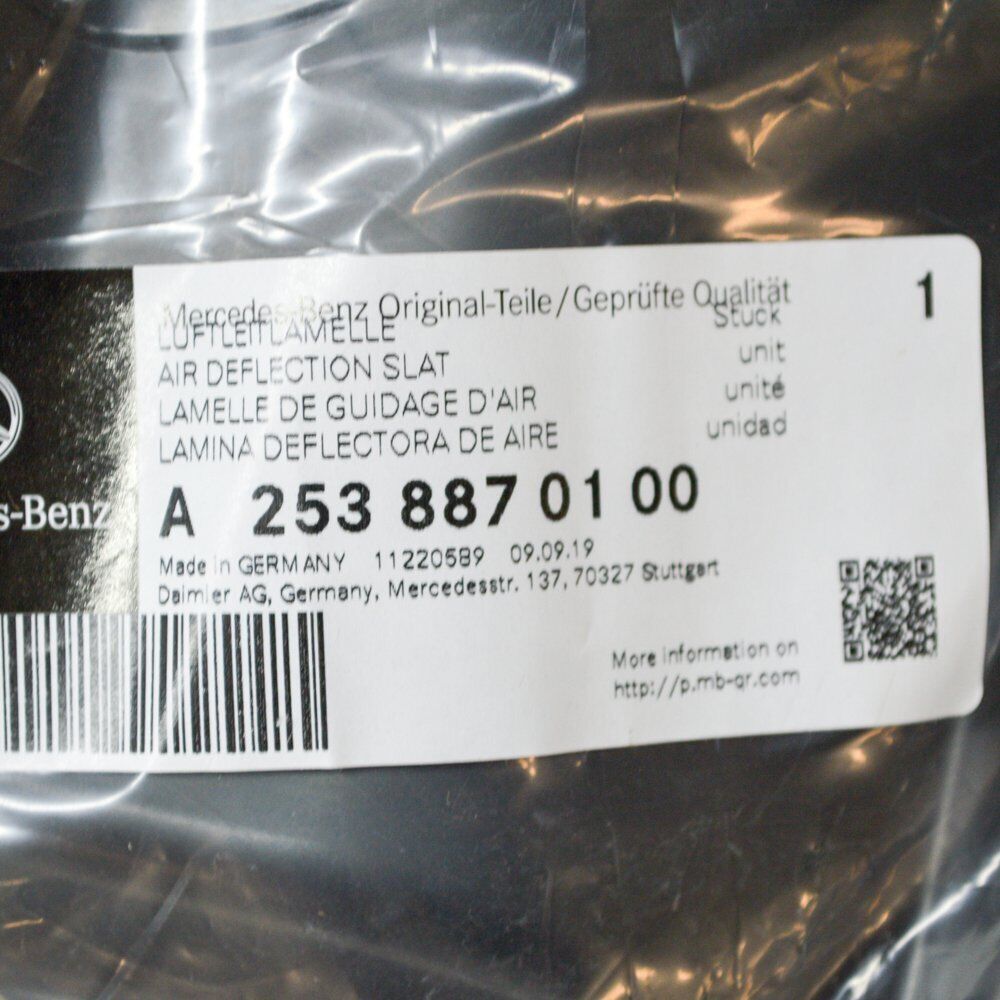 Mercedes-Benz Original-Teile/Geprüfte Qualität 1
LUFTLEITLAMELLE Stück
AIR DEFLECTION SLAT unit
LAMELLE DE GUIDAGE D'AIR unité
LAMINA DEFLECTORA DE AIRE unidad
A 253 887 01 00
s-Benz
Made in GERMANY 11220589 09.09.19
Daimler AG, Germany, Mercedesstr. 137, 70327 Stuttgart
More information on
http://p.mb-qr.com